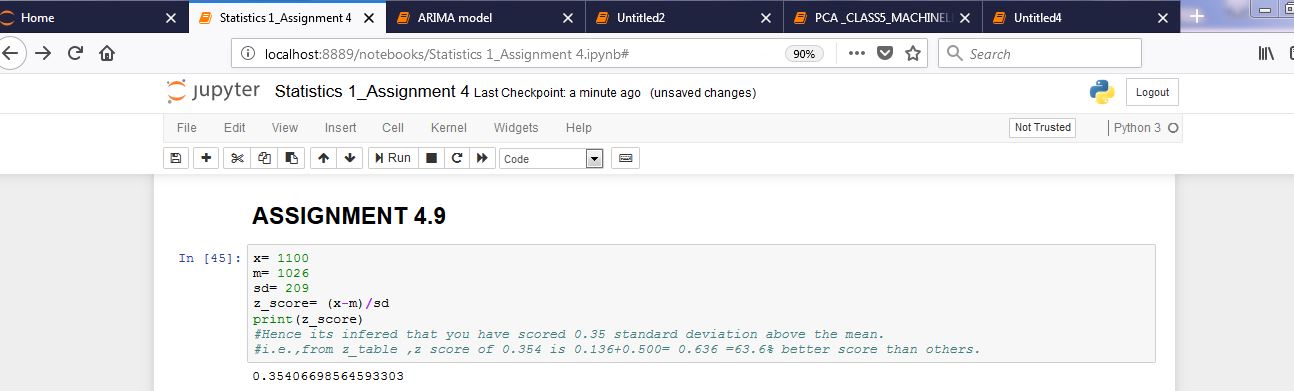 Home
Statistics 1_Assignment 4
ARIMA model
Untitled2
PCA _CLASS5_MACHINEL
Untitled4
localhost:8889/notebooks/Statistics 1_Assignment 4.ipynb#
90%
Search
jupyter Statistics 1_Assignment 4 Last Checkpoint: a minute ago (unsaved changes)
Logout
File Edit View Insert Cell Kernel Widgets Help
Not Trusted
Python 3
Run
Code
ASSIGNMENT 4.9
In [45]: x= 1100
m= 1026
sd= 209
z_score= (x-m)/sd
print(z_score)
#Hence its infered that you have scored 0.35 standard deviation above the mean.
#i.e.,from z_table ,z score of 0.354 is 0.136+0.500= 0.636 =63.6% better score than others.
0.35406698564593303